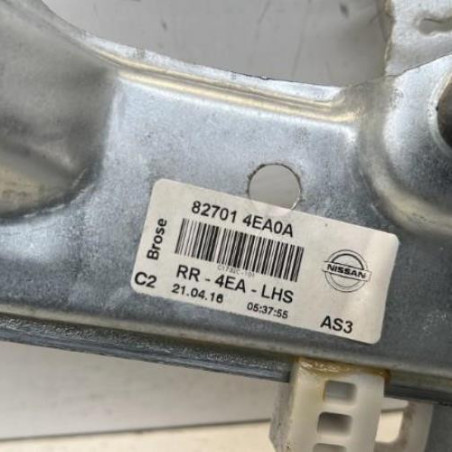 82701 4EA0A
Brose
NISSAN
RR - 4EA - LHS
C2
21.04.16
05:37:55
AS3